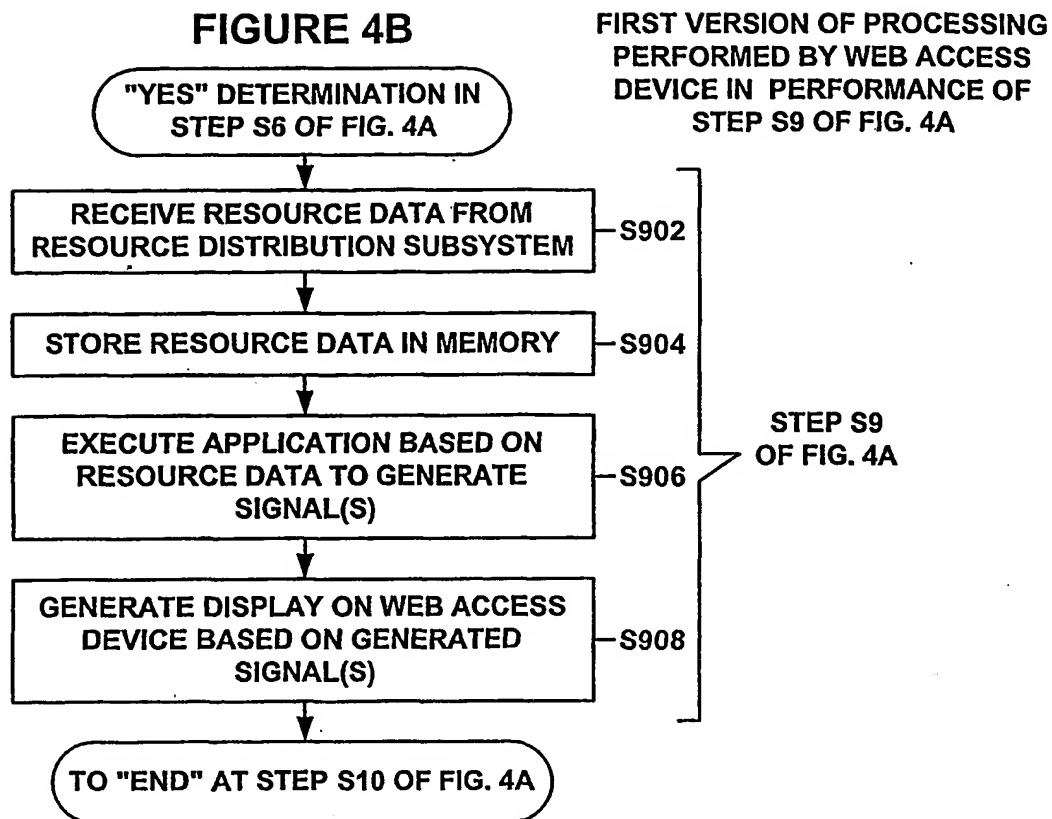 FIGURE 4B
FIRST VERSION OF PROCESSING
PERFORMED BY WEB ACCESS
DEVICE IN PERFORMANCE OF
STEP S9 OF FIG. 4A
"YES" DETERMINATION IN
STEP S6 OF FIG. 4A
RECEIVE RESOURCE DATA FROM
RESOURCE DISTRIBUTION SUBSYSTEM
S902
STORE RESOURCE DATA IN MEMORY
S904
EXECUTE APPLICATION BASED ON
RESOURCE DATA TO GENERATE
SIGNAL(S)
S906
GENERATE DISPLAY ON WEB ACCESS
DEVICE BASED ON GENERATED
SIGNAL(S)
S908
STEP S9
OF FIG. 4A
TO "END" AT STEP S10 OF FIG. 4A